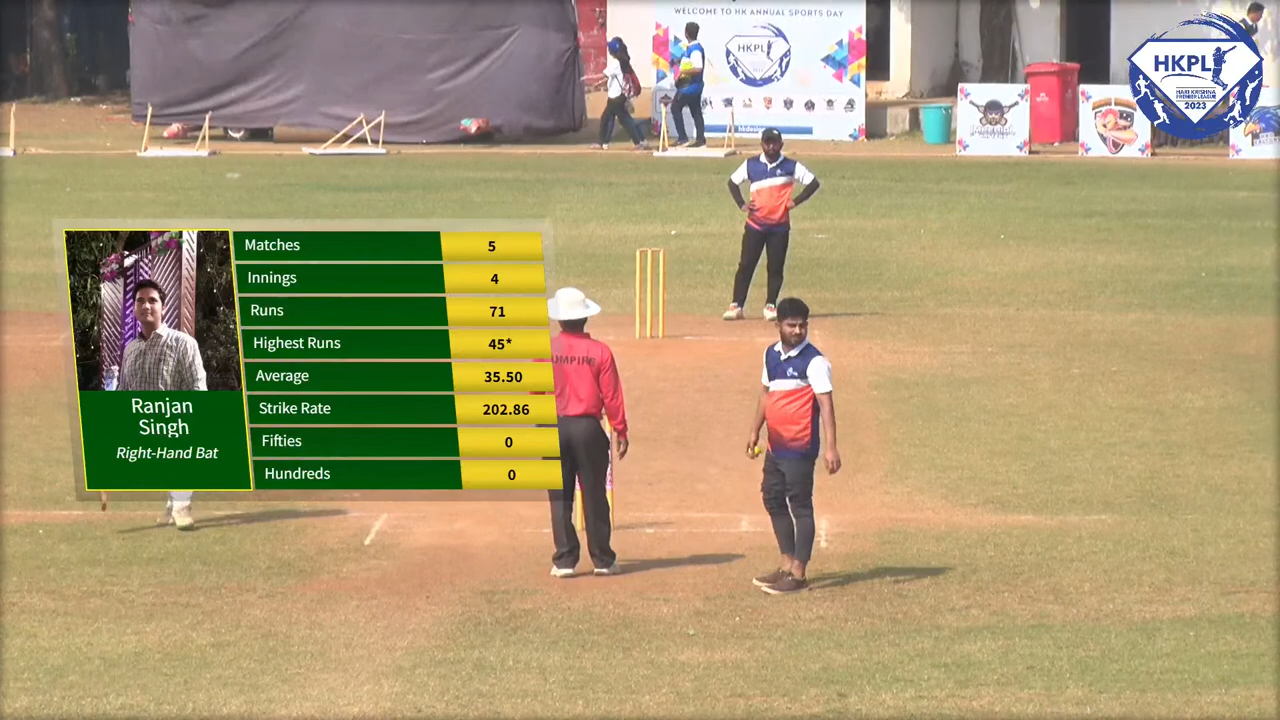 WELCOME TO HK ANNUAL SPORTS DAY
HKPL
HKPL
HARI KRISHNA
PREMIER LEAGUE
2023
IMPERIAL
Matches 5
Innings 4
Runs 71
Highest Runs 45*
Average 35.50
Strike Rate 202.86
Fifties 0
Hundreds 0
Ranjan
Singh
Right-Hand Bat
UMPIRE